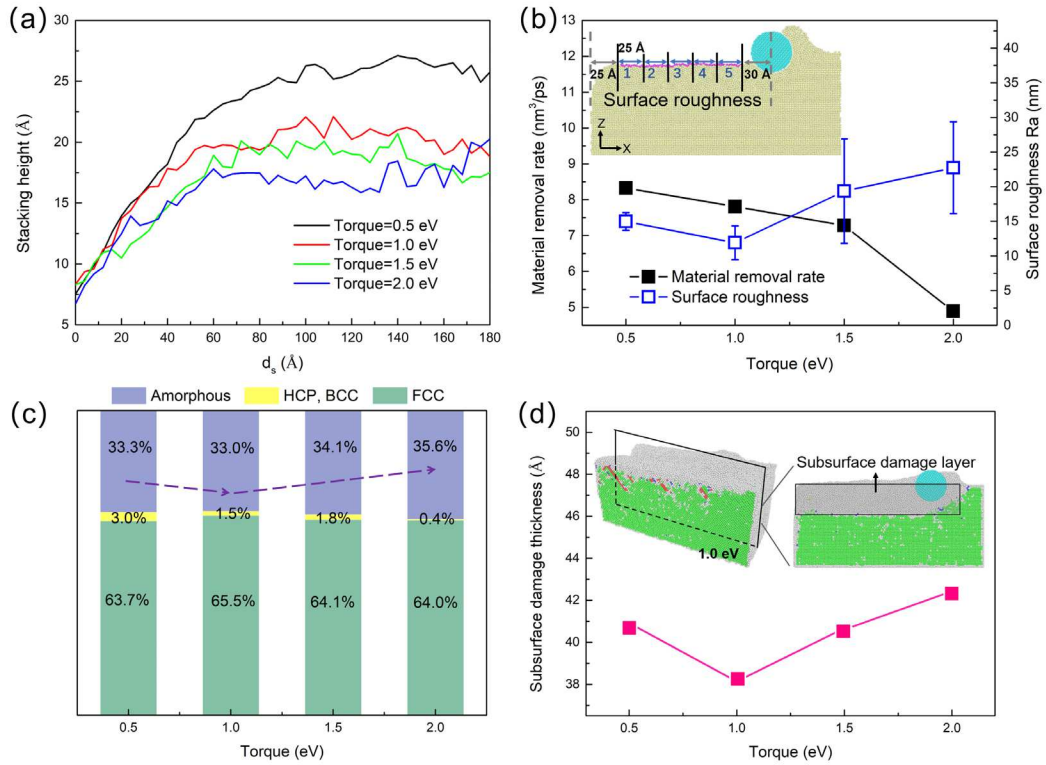 (a)
30
25
20
15
10
5
Stacking height (Å)
0 20 40 60 80 100 120 140 160 180
d_s (Å)
Torque=0.5 eV
Torque=1.0 eV
Torque=1.5 eV
Torque=2.0 eV
(b)
13
12
11
10
9
8
7
6
5
Material removal rate (nm³/ps)
40
35
30
25
20
15
10
5
0
Surface roughness Ra (nm)
25 Å
25 Å 1 2 3 4 5 30 Å
Surface roughness
Z
X
Material removal rate
Surface roughness
0.5 1.0 1.5 2.0
Torque (eV)
(c)
Amorphous HCP, BCC FCC
33.3% 33.0% 34.1% 35.6%
3.0% 1.5% 1.8% 0.4%
63.7% 65.5% 64.1% 64.0%
0.5 1.0 1.5 2.0
Torque (eV)
(d)
50
48
46
44
42
40
38
Subsurface damage thickness (Å)
Subsurface damage layer
1.0 eV
0.5 1.0 1.5 2.0
Torque (eV)